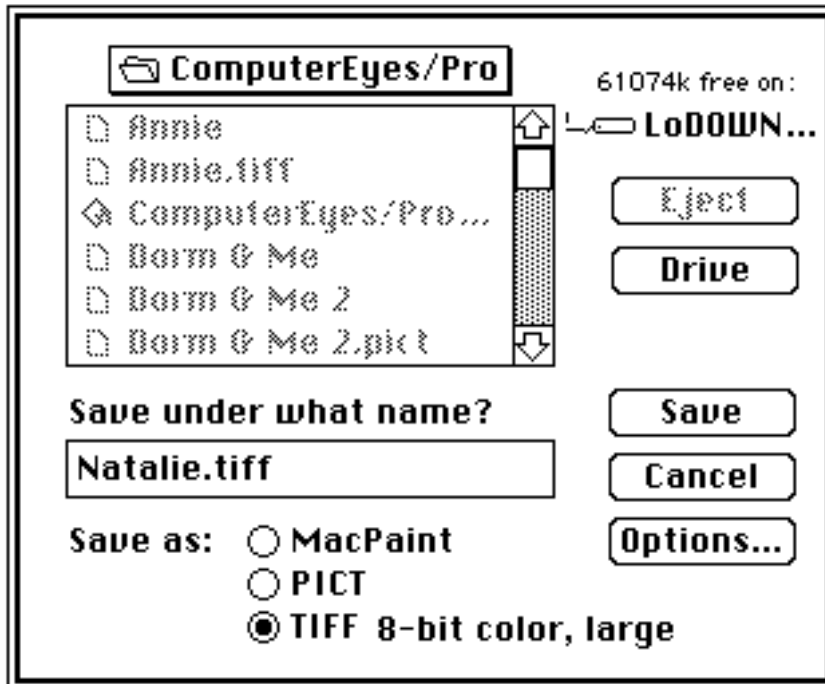 ComputerEyes/Pro
61074k free on:
LoDOWN...
Annie
Annie.tiff
ComputerEyes/Pro...
Dorm & Me
Dorm & Me 2
Dorm & Me 2.pict
Eject
Drive
Save under what name?
Natalie.tiff
Save
Cancel
Options...
Save as:
MacPaint
PICT
TIFF 8-bit color, large